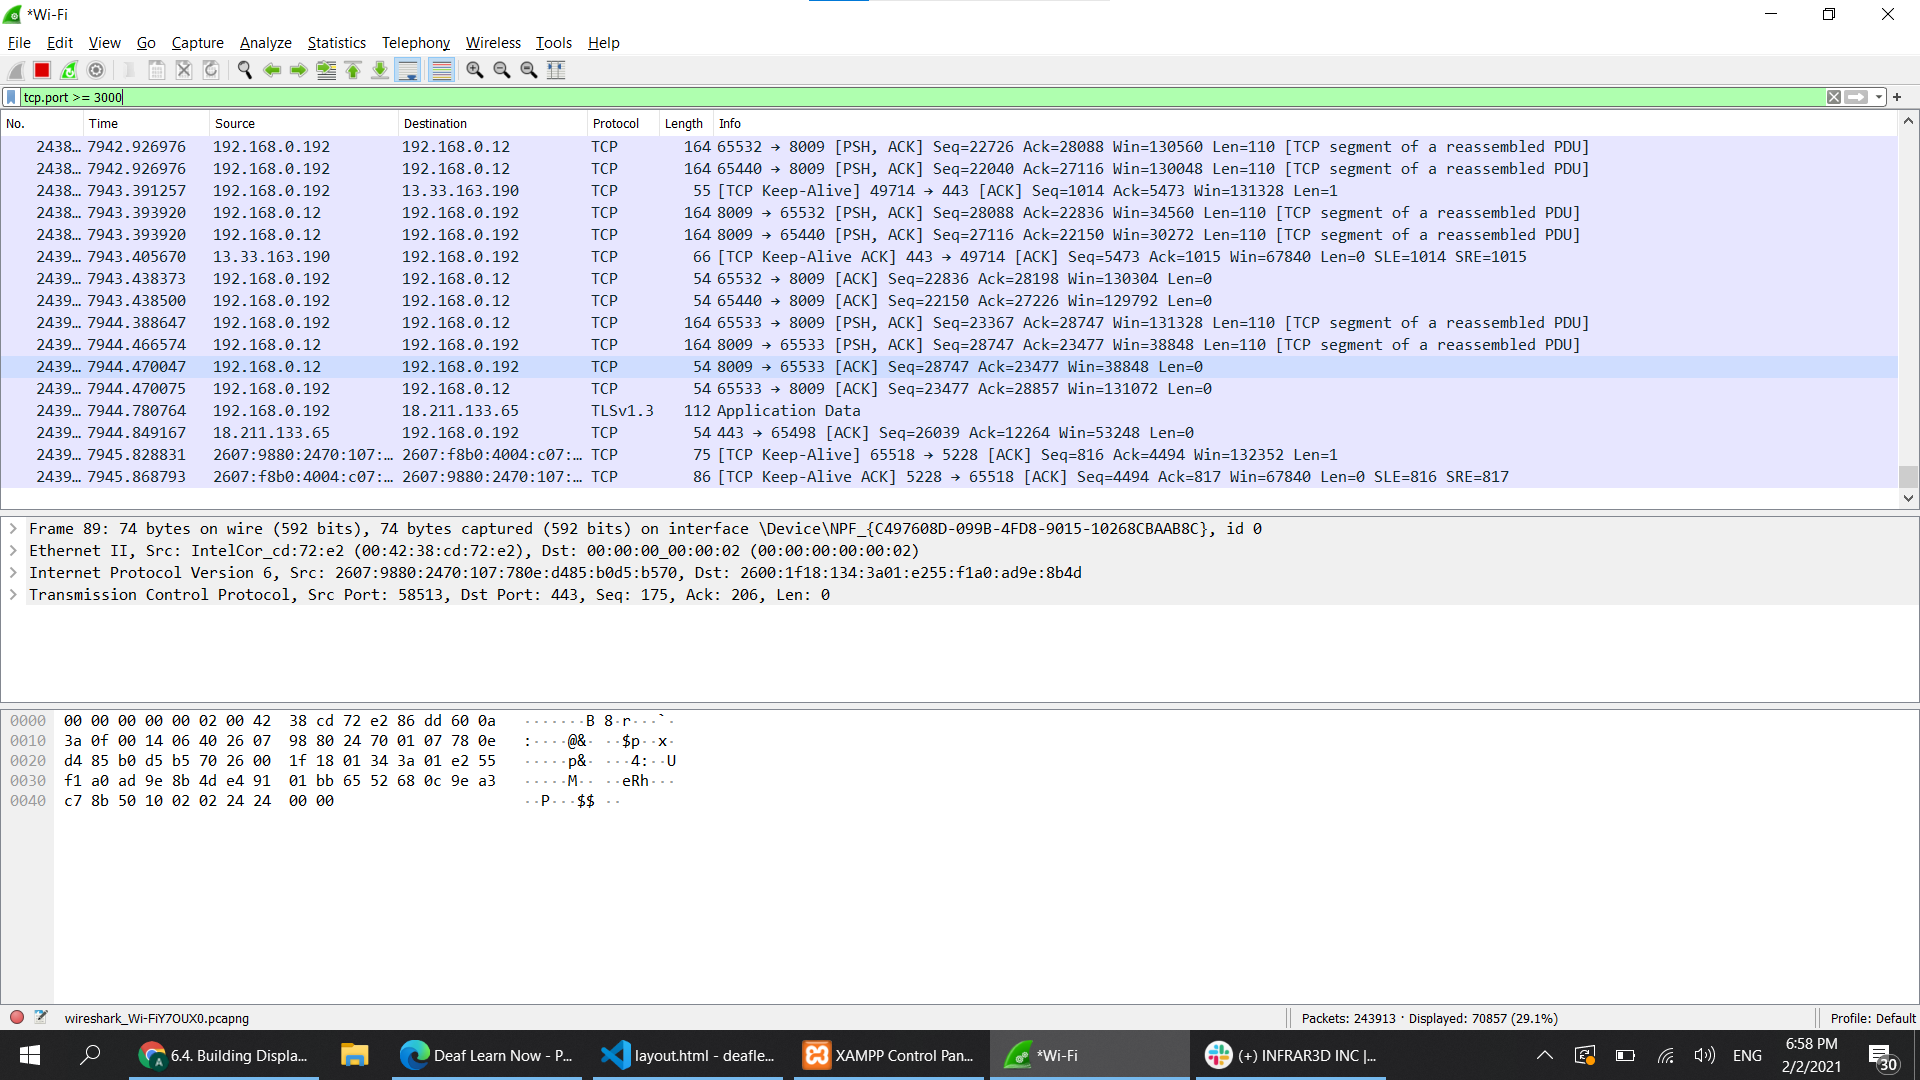 *Wi-Fi
File Edit View Go Capture Analyze Statistics Telephony Wireless Tools Help
tcp.port >= 3000
No. Time Source Destination Protocol Length Info
2438… 7942.926976 192.168.0.192 192.168.0.12 TCP 164 65532 → 8009 [PSH, ACK] Seq=22726 Ack=28088 Win=130560 Len=110 [TCP segment of a reassembled PDU]
2438… 7942.926976 192.168.0.192 192.168.0.12 TCP 164 65440 → 8009 [PSH, ACK] Seq=22040 Ack=27116 Win=130048 Len=110 [TCP segment of a reassembled PDU]
2438… 7943.391257 192.168.0.192 13.33.163.190 TCP 55 [TCP Keep-Alive] 49714 → 443 [ACK] Seq=1014 Ack=5473 Win=131328 Len=1
2438… 7943.393920 192.168.0.12 192.168.0.192 TCP 164 8009 → 65532 [PSH, ACK] Seq=28088 Ack=22836 Win=34560 Len=110 [TCP segment of a reassembled PDU]
2438… 7943.393920 192.168.0.12 192.168.0.192 TCP 164 8009 → 65440 [PSH, ACK] Seq=27116 Ack=22150 Win=30272 Len=110 [TCP segment of a reassembled PDU]
2439… 7943.405670 13.33.163.190 192.168.0.192 TCP 66 [TCP Keep-Alive ACK] 443 → 49714 [ACK] Seq=5473 Ack=1015 Win=67840 Len=0 SLE=1014 SRE=1015
2439… 7943.438373 192.168.0.192 192.168.0.12 TCP 54 65532 → 8009 [ACK] Seq=22836 Ack=28198 Win=130304 Len=0
2439… 7943.438500 192.168.0.192 192.168.0.12 TCP 54 65440 → 8009 [ACK] Seq=22150 Ack=27226 Win=129792 Len=0
2439… 7944.388647 192.168.0.192 192.168.0.12 TCP 164 65533 → 8009 [PSH, ACK] Seq=23367 Ack=28747 Win=131328 Len=110 [TCP segment of a reassembled PDU]
2439… 7944.466574 192.168.0.12 192.168.0.192 TCP 164 8009 → 65533 [PSH, ACK] Seq=28747 Ack=23477 Win=38848 Len=110 [TCP segment of a reassembled PDU]
2439… 7944.470047 192.168.0.12 192.168.0.192 TCP 54 8009 → 65533 [ACK] Seq=28747 Ack=23477 Win=38848 Len=0
2439… 7944.470075 192.168.0.192 192.168.0.12 TCP 54 65533 → 8009 [ACK] Seq=23477 Ack=28857 Win=131072 Len=0
2439… 7944.780764 192.168.0.192 18.211.133.65 TLSv1.3 112 Application Data
2439… 7944.849167 18.211.133.65 192.168.0.192 TCP 54 443 → 65498 [ACK] Seq=26039 Ack=12264 Win=53248 Len=0
2439… 7945.828831 2607:9880:2470:107:… 2607:f8b0:4004:c07:… TCP 75 [TCP Keep-Alive] 65518 → 5228 [ACK] Seq=816 Ack=4494 Win=132352 Len=1
2439… 7945.868793 2607:f8b0:4004:c07:… 2607:9880:2470:107:… TCP 86 [TCP Keep-Alive ACK] 5228 → 65518 [ACK] Seq=4494 Ack=817 Win=67840 Len=0 SLE=816 SRE=817
Frame 89: 74 bytes on wire (592 bits), 74 bytes captured (592 bits) on interface \Device\NPF_{C497608D-099B-4FD8-9015-10268CBAAB8C}, id 0
Ethernet II, Src: IntelCor_cd:72:e2 (00:42:38:cd:72:e2), Dst: 00:00:00_00:00:02 (00:00:00:00:00:02)
Internet Protocol Version 6, Src: 2607:9880:2470:107:780e:d485:b0d5:b570, Dst: 2600:1f18:134:3a01:e255:f1a0:ad9e:8b4d
Transmission Control Protocol, Src Port: 58513, Dst Port: 443, Seq: 175, Ack: 206, Len: 0
0000 00 00 00 00 00 02 00 42 38 cd 72 e2 86 dd 60 0a ·······B 8·r···`·
0010 3a 0f 00 14 06 40 26 07 98 80 24 70 01 07 78 0e :····@&· ··$p··x·
0020 d4 85 b0 d5 b5 70 26 00 1f 18 01 34 3a 01 e2 55 ·····p&· ···4:··U
0030 f1 a0 ad 9e 8b 4d e4 91 01 bb 65 52 68 0c 9e a3 ·····M·· ··eRh···
0040 c7 8b 50 10 02 02 24 24 00 00 ··P···$$ ··
wireshark_Wi-FiY7OUX0.pcapng Packets: 243913 · Displayed: 70857 (29.1%) Profile: Default
6.4. Building Displa... Deaf Learn Now - P... layout.html - deafle... XAMPP Control Pan... *Wi-Fi (+) INFRAR3D INC |... ENG 6:58 PM
2/2/2021 30